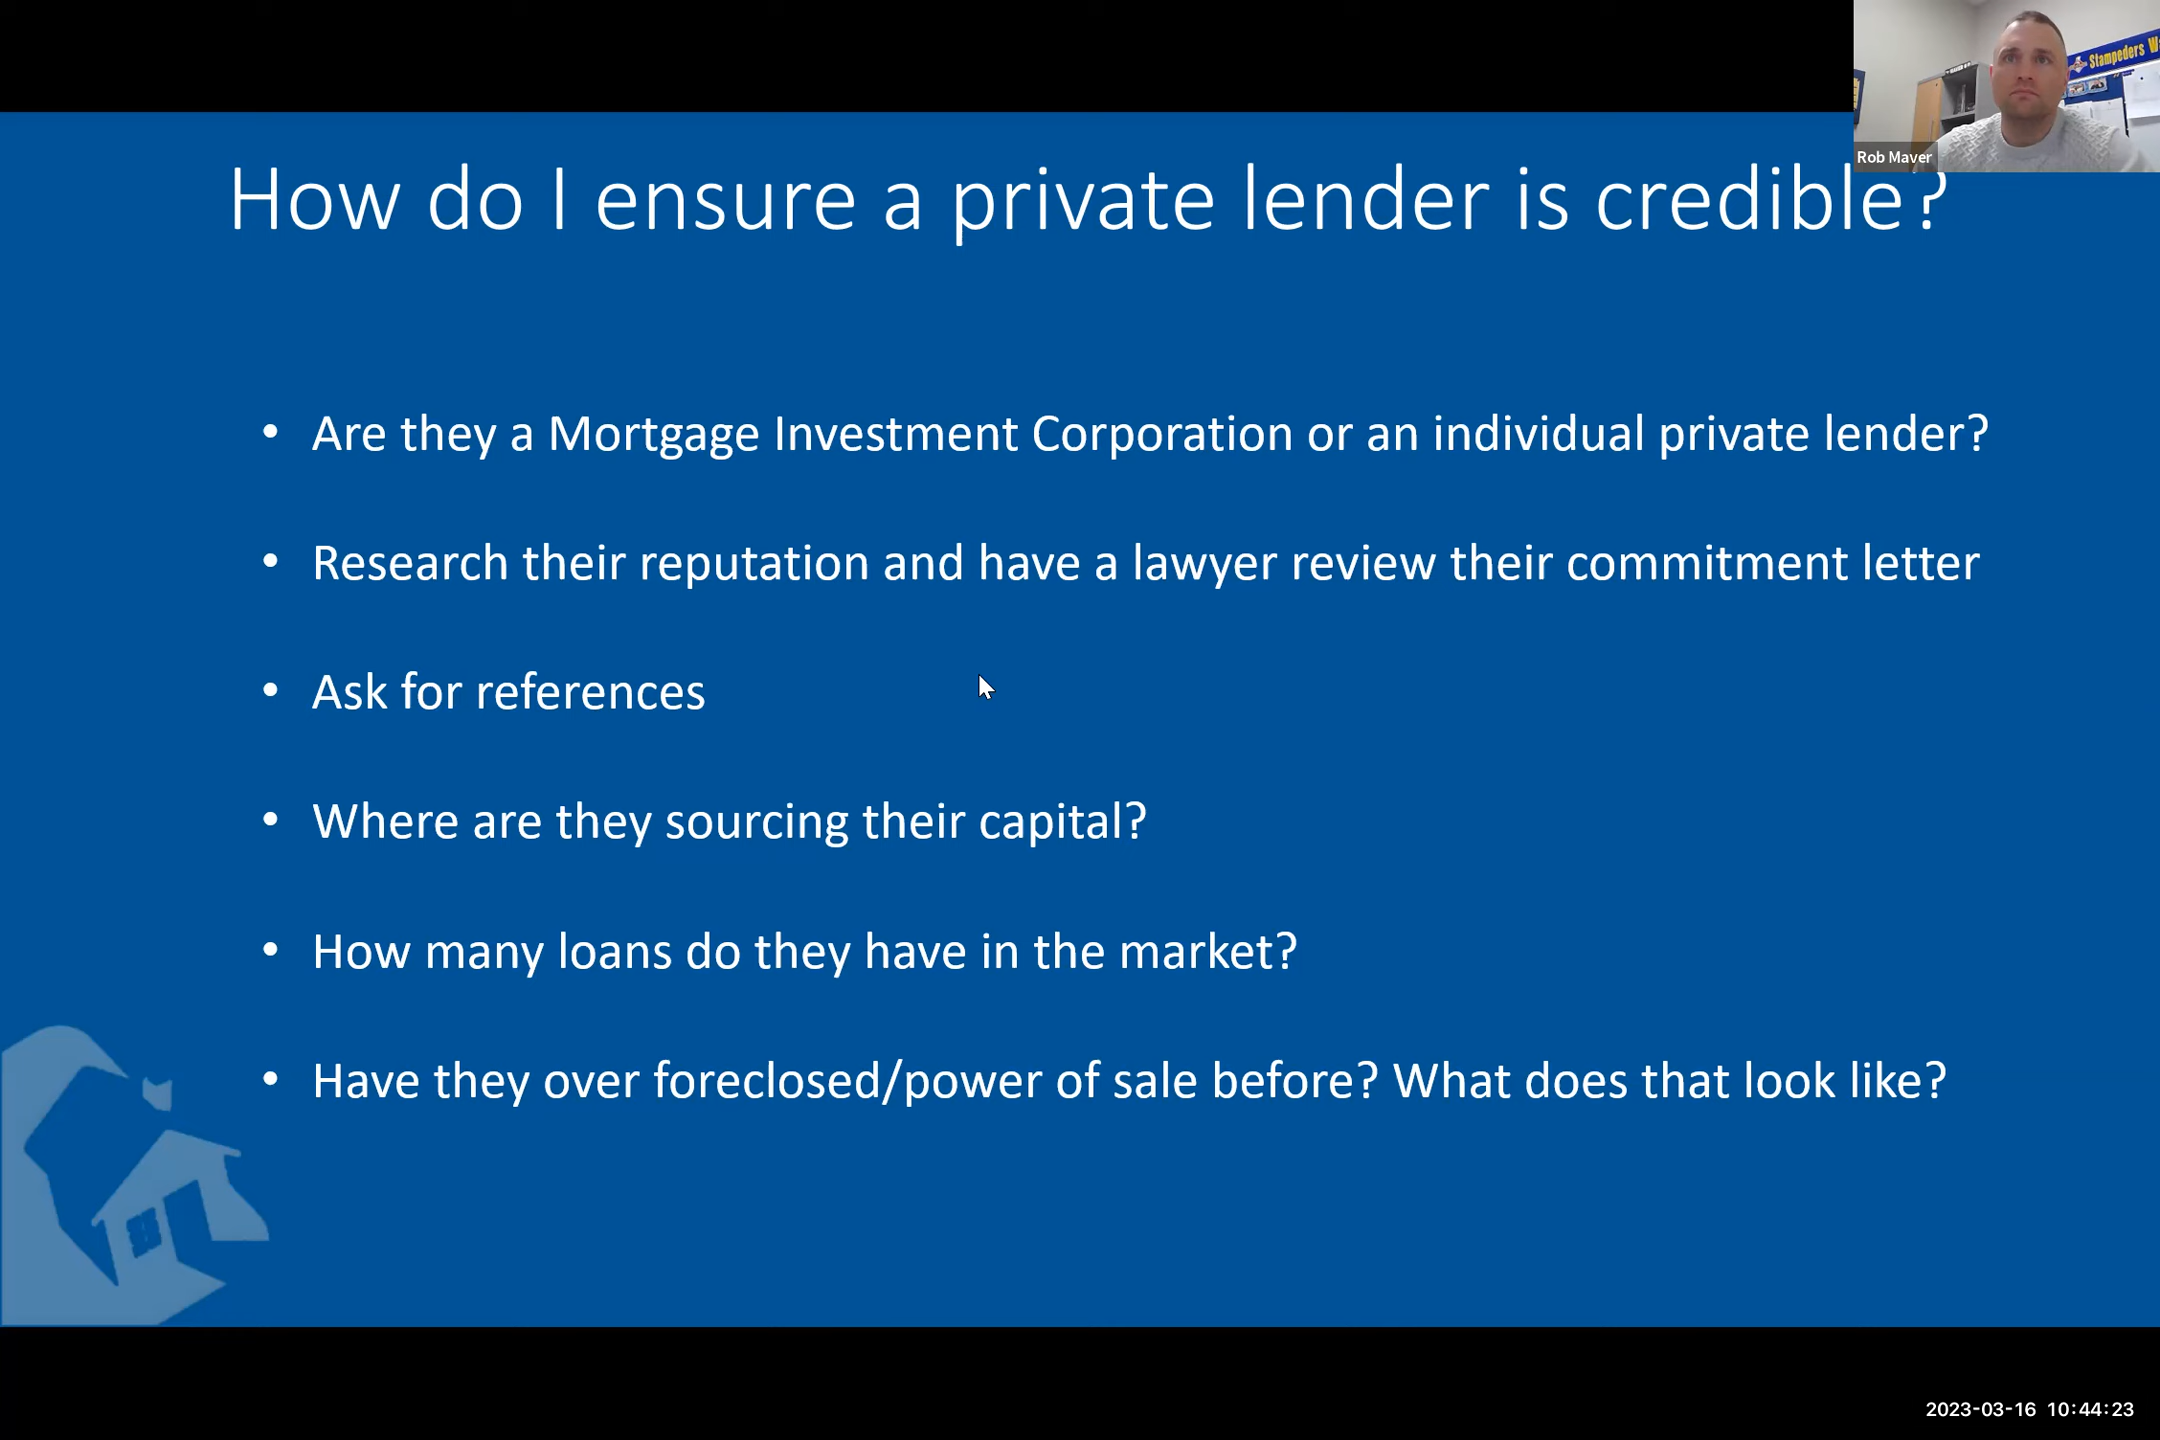 Stampeders
Rob Maver
How do I ensure a private lender is credible?
• Are they a Mortgage Investment Corporation or an individual private lender?
• Research their reputation and have a lawyer review their commitment letter
• Ask for references
• Where are they sourcing their capital?
• How many loans do they have in the market?
• Have they over foreclosed/power of sale before? What does that look like?
2023-03-16 10:44:23